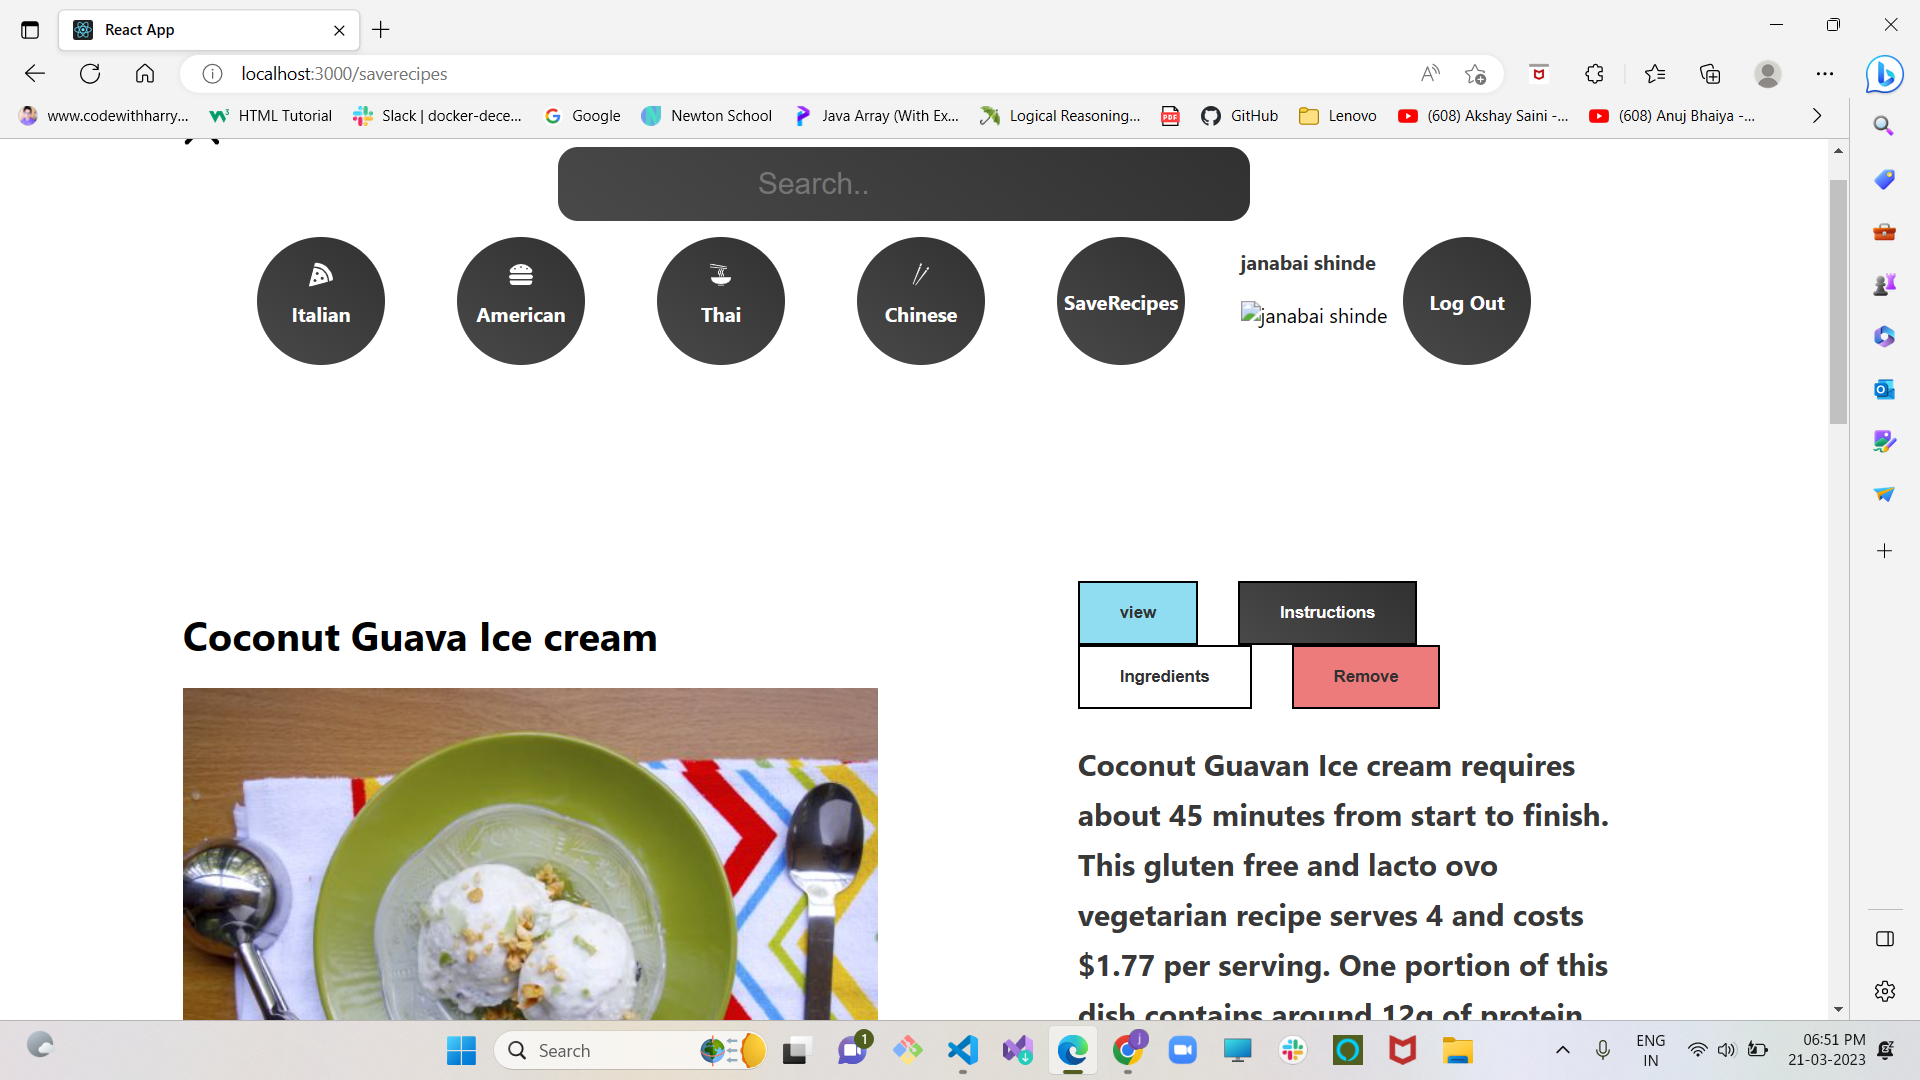 React App
localhost:3000/saverecipes
www.codewithharry...
HTML Tutorial
Slack | docker-dece...
Google
Newton School
Java Array (With Ex...
Logical Reasoning...
PDF
GitHub
Lenovo
(608) Akshay Saini -...
(608) Anuj Bhaiya -...
Search..
Italian
American
Thai
Chinese
SaveRecipes
janabai shinde
janabai shinde
Log Out
Coconut Guava Ice cream
view
Instructions
Ingredients
Remove
Coconut Guavan Ice cream requires
about 45 minutes from start to finish.
This gluten free and lacto ovo
vegetarian recipe serves 4 and costs
$1.77 per serving. One portion of this
dish contains around 12g of protein,
Search
1
j
ENG
IN
06:51 PM
21-03-2023